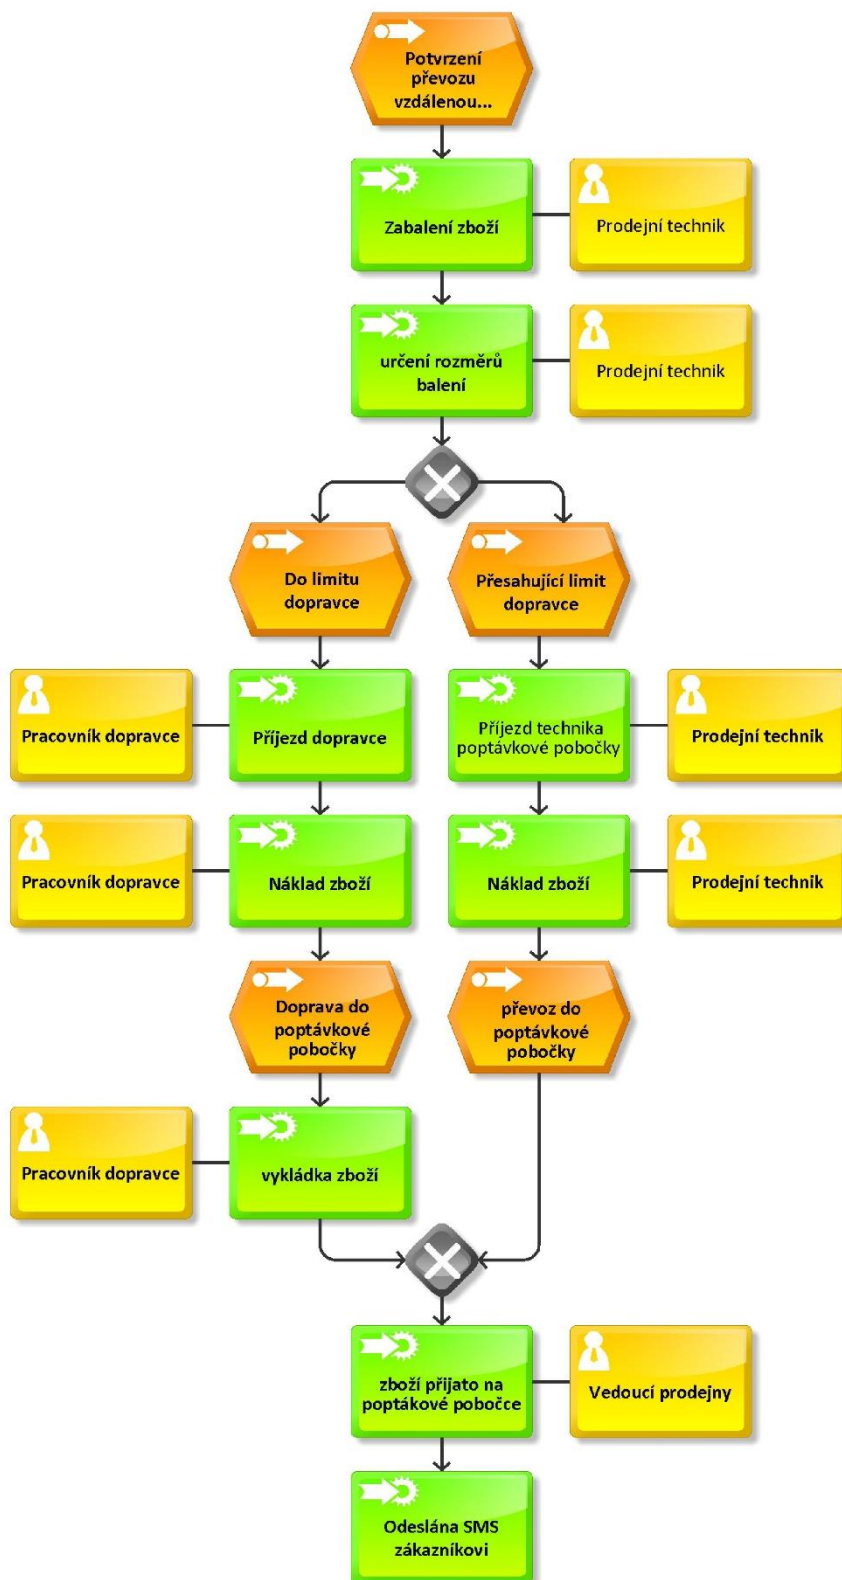 Potvrzení
převozu
vzdálenou...
Zabalení zboží
Prodejní technik
určení rozměrů
balení
Prodejní technik
Do limitu
dopravce
Přesahující limit
dopravce
Pracovník dopravce
Příjezd dopravce
Příjezd technika
poptávkové pobočky
Prodejní technik
Pracovník dopravce
Náklad zboží
Náklad zboží
Prodejní technik
Doprava do
poptávkové
pobočky
převoz do
poptávkové
pobočky
Pracovník dopravce
vykládka zboží
zboží přijato na
poptákové pobočce
Vedoucí prodejny
Odeslána SMS
zákazníkovi